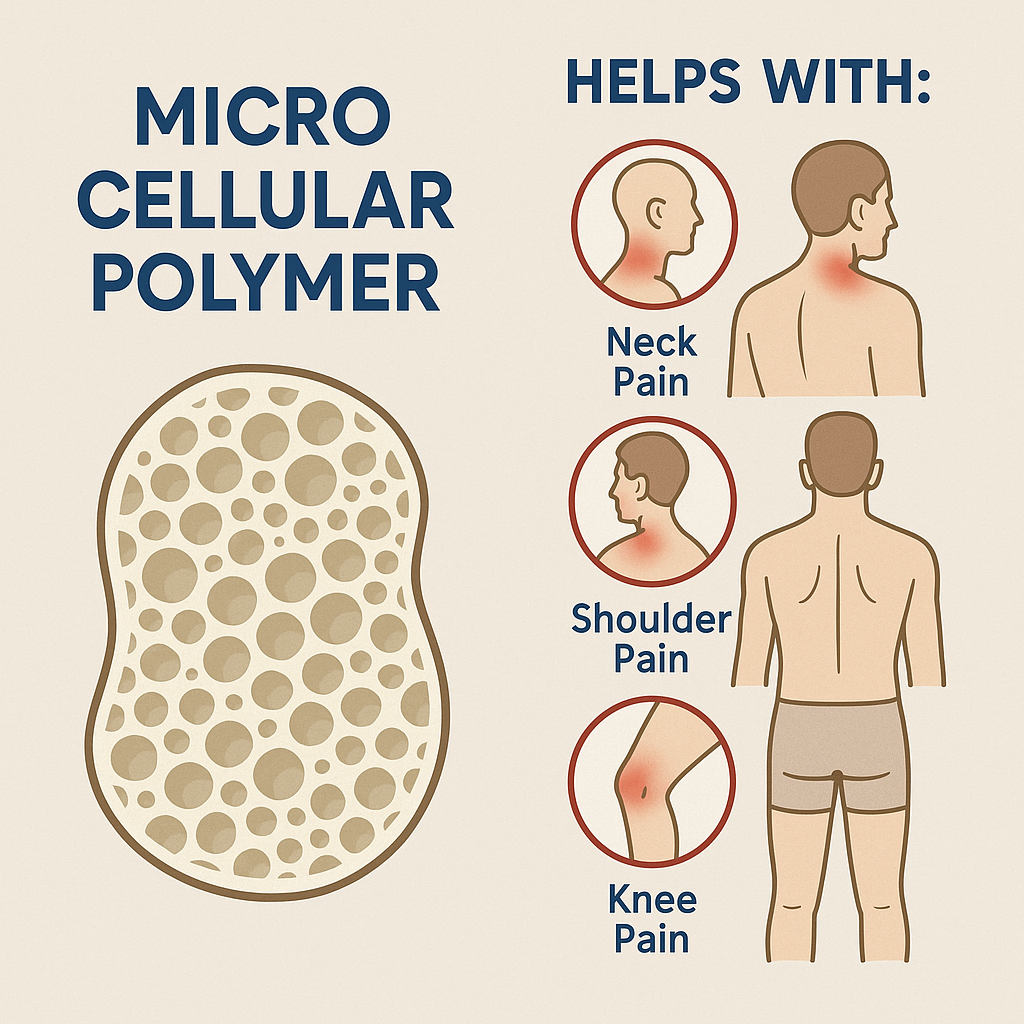 MICRO
CELLULAR
POLYMER
HELPS WITH:
Neck
Pain
Shoulder
Pain
Knee
Pain